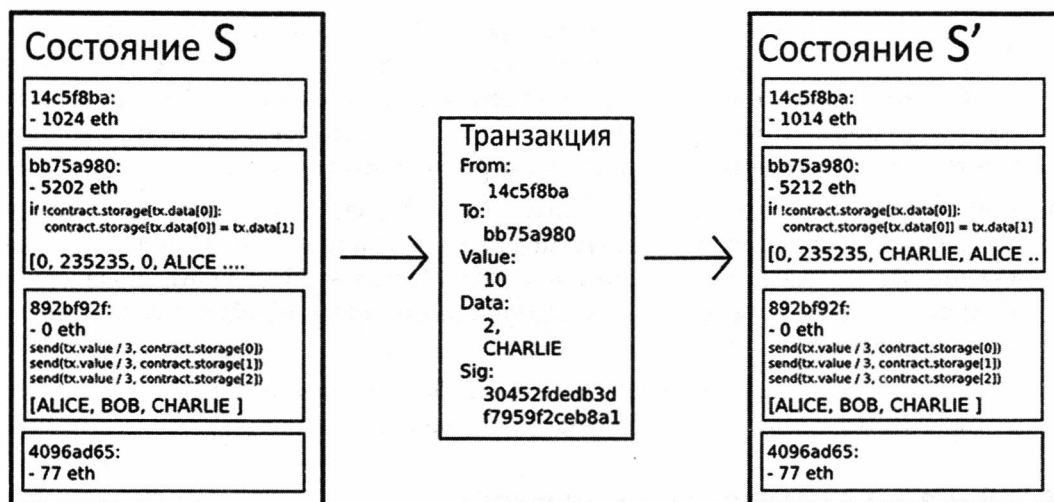 Состояние S
14c5f8ba:
- 1024 eth
bb75a980:
- 5202 eth
if !contract.storage[tx.data[0]]:
contract.storage[tx.data[0]] = tx.data[1]
[0, 235235, 0, ALICE ....
892bf92f:
- 0 eth
send(tx.value / 3, contract.storage[0])
send(tx.value / 3, contract.storage[1])
send(tx.value / 3, contract.storage[2])
[ALICE, BOB, CHARLIE ]
4096ad65:
- 77 eth
Транзакция
From:
14c5f8ba
To:
bb75a980
Value:
10
Data:
2,
CHARLIE
Sig:
30452fdedb3d
f7959f2ceb8a1
Состояние S'
14c5f8ba:
- 1014 eth
bb75a980:
- 5212 eth
if !contract.storage[tx.data[0]]:
contract.storage[tx.data[0]] = tx.data[1]
[0, 235235, CHARLIE, ALICE ..
892bf92f:
- 0 eth
send(tx.value / 3, contract.storage[0])
send(tx.value / 3, contract.storage[1])
send(tx.value / 3, contract.storage[2])
[ALICE, BOB, CHARLIE ]
4096ad65:
- 77 eth